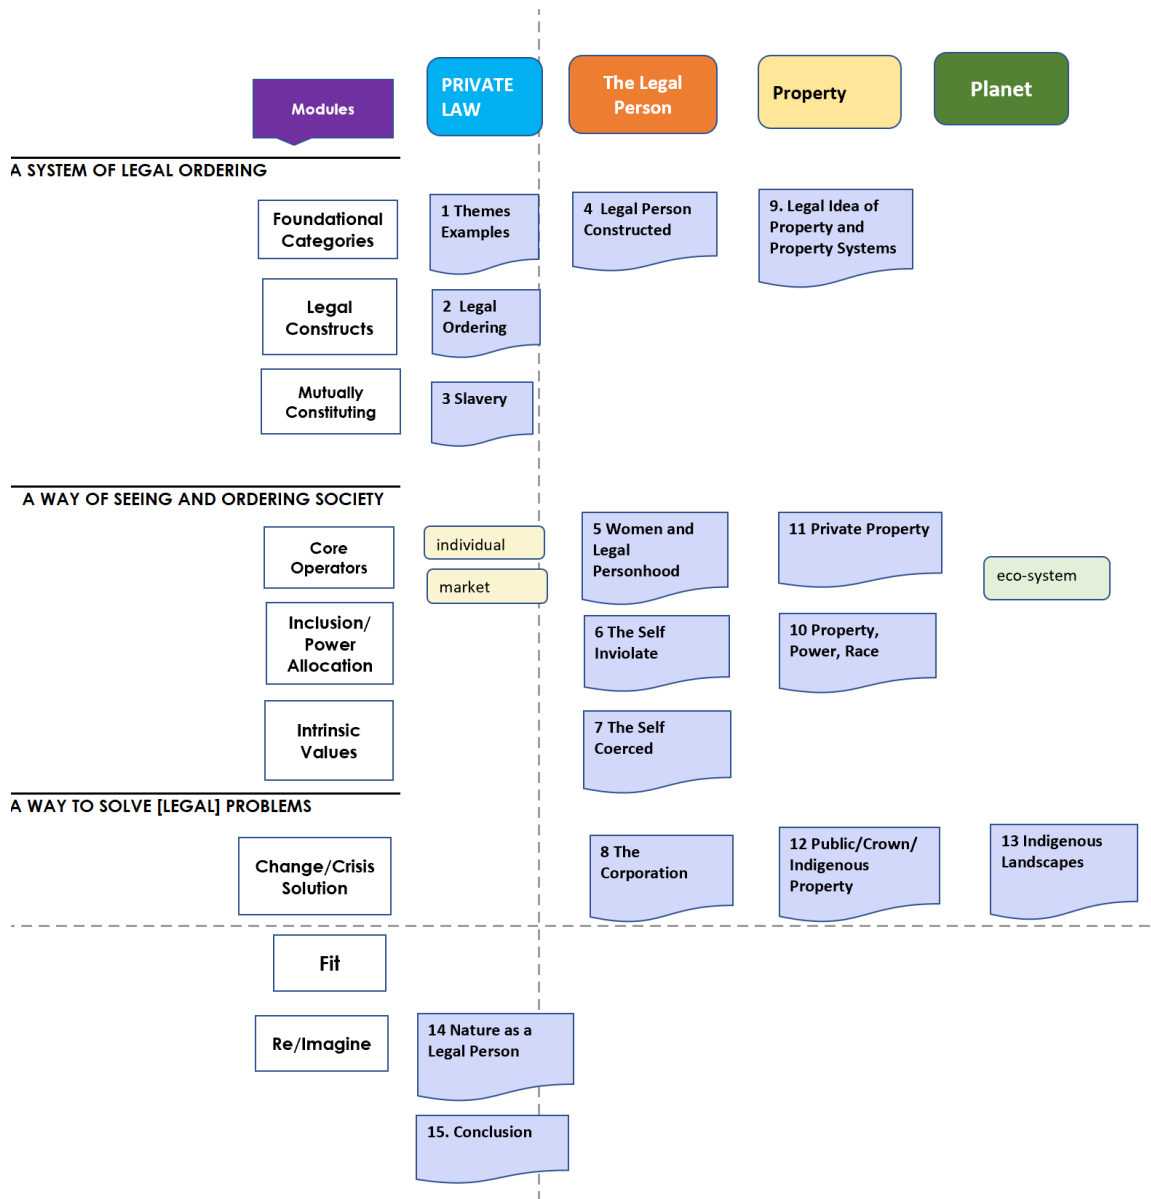 Modules
PRIVATE
LAW
The Legal
Person
Property
Planet
A SYSTEM OF LEGAL ORDERING
Foundational
Categories
1 Themes
Examples
4  Legal Person
Constructed
9. Legal Idea of
Property and
Property Systems
Legal
Constructs
2  Legal
Ordering
Mutually
Constituting
3 Slavery
A WAY OF SEEING AND ORDERING SOCIETY
Core
Operators
individual
market
5 Women and
Legal
Personhood
11 Private Property
eco-system
Inclusion/
Power
Allocation
6 The Self
Inviolate
10 Property,
Power, Race
Intrinsic
Values
7 The Self
Coerced
A WAY TO SOLVE [LEGAL] PROBLEMS
Change/Crisis
Solution
8 The
Corporation
12 Public/Crown/
Indigenous
Property
13 Indigenous
Landscapes
Fit
Re/Imagine
14 Nature as a
Legal Person
15. Conclusion